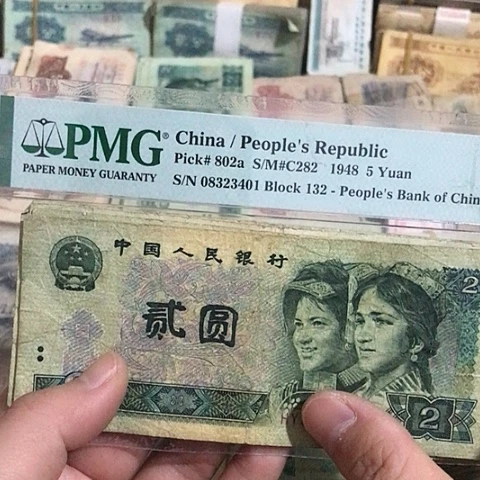 PMG® China / People's Republic
PAPER MONEY GUARANTY
Pick# 802a S/M#C282 1948 5 Yuan
S/N 08323401 Block 132 - People's Bank of Chin
中国人民银行
贰圆
2
2